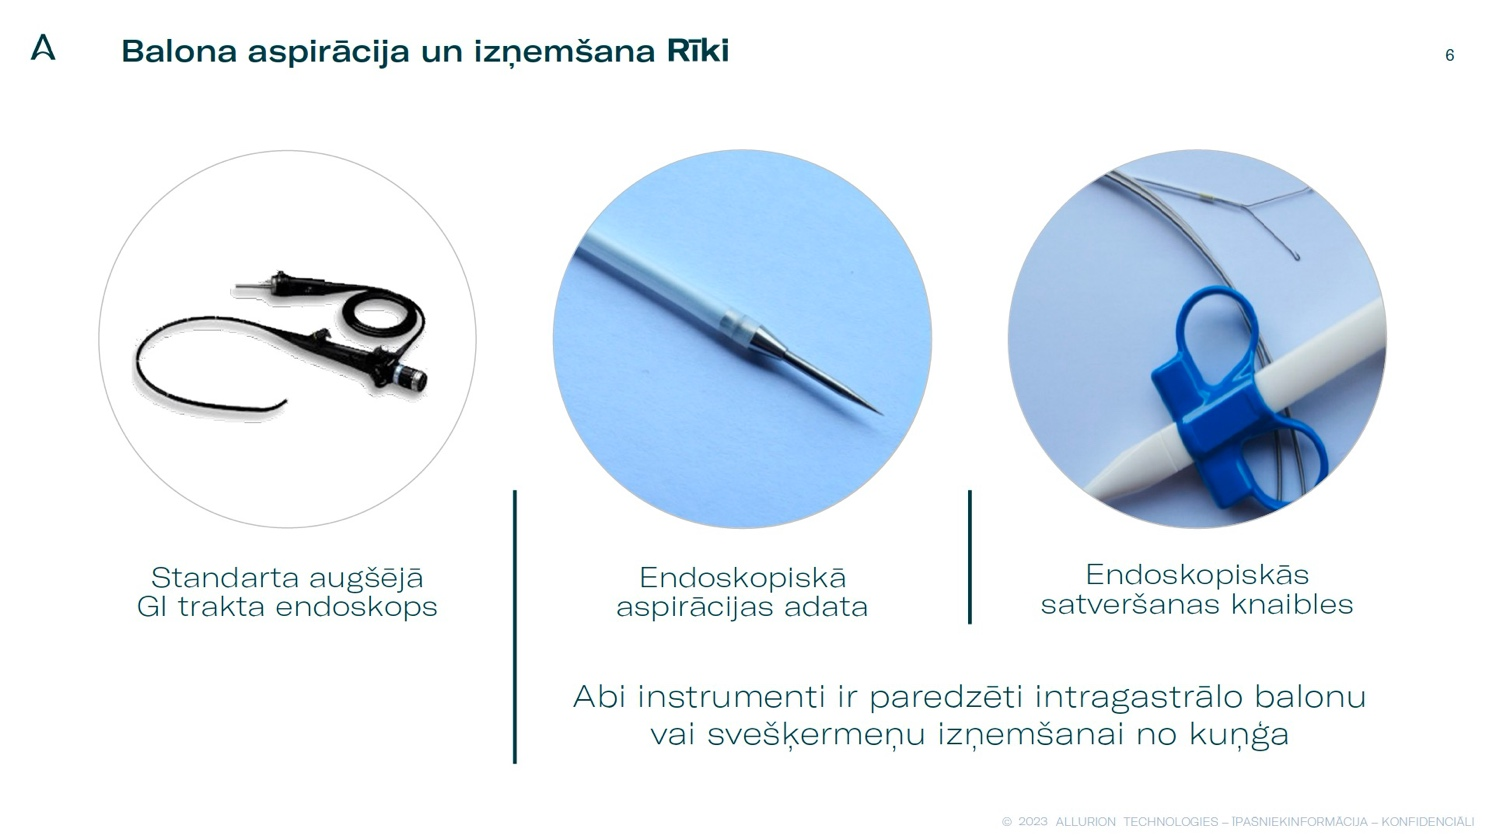 Balona aspirācija un izņemšana Rīki
6
Standarta augšējā
GI trakta endoskops
Endoskopiskā
aspirācijas adata
Endoskopiskās
satveršanas knaibles
Abi instrumenti ir paredzēti intragastrālo balonu
vai svešķermeņu izņemšanai no kuņģa
© 2023 ALLURION TECHNOLOGIES – ĪPAŠNIEKINFORMĀCIJA – KONFIDENCIĀLI